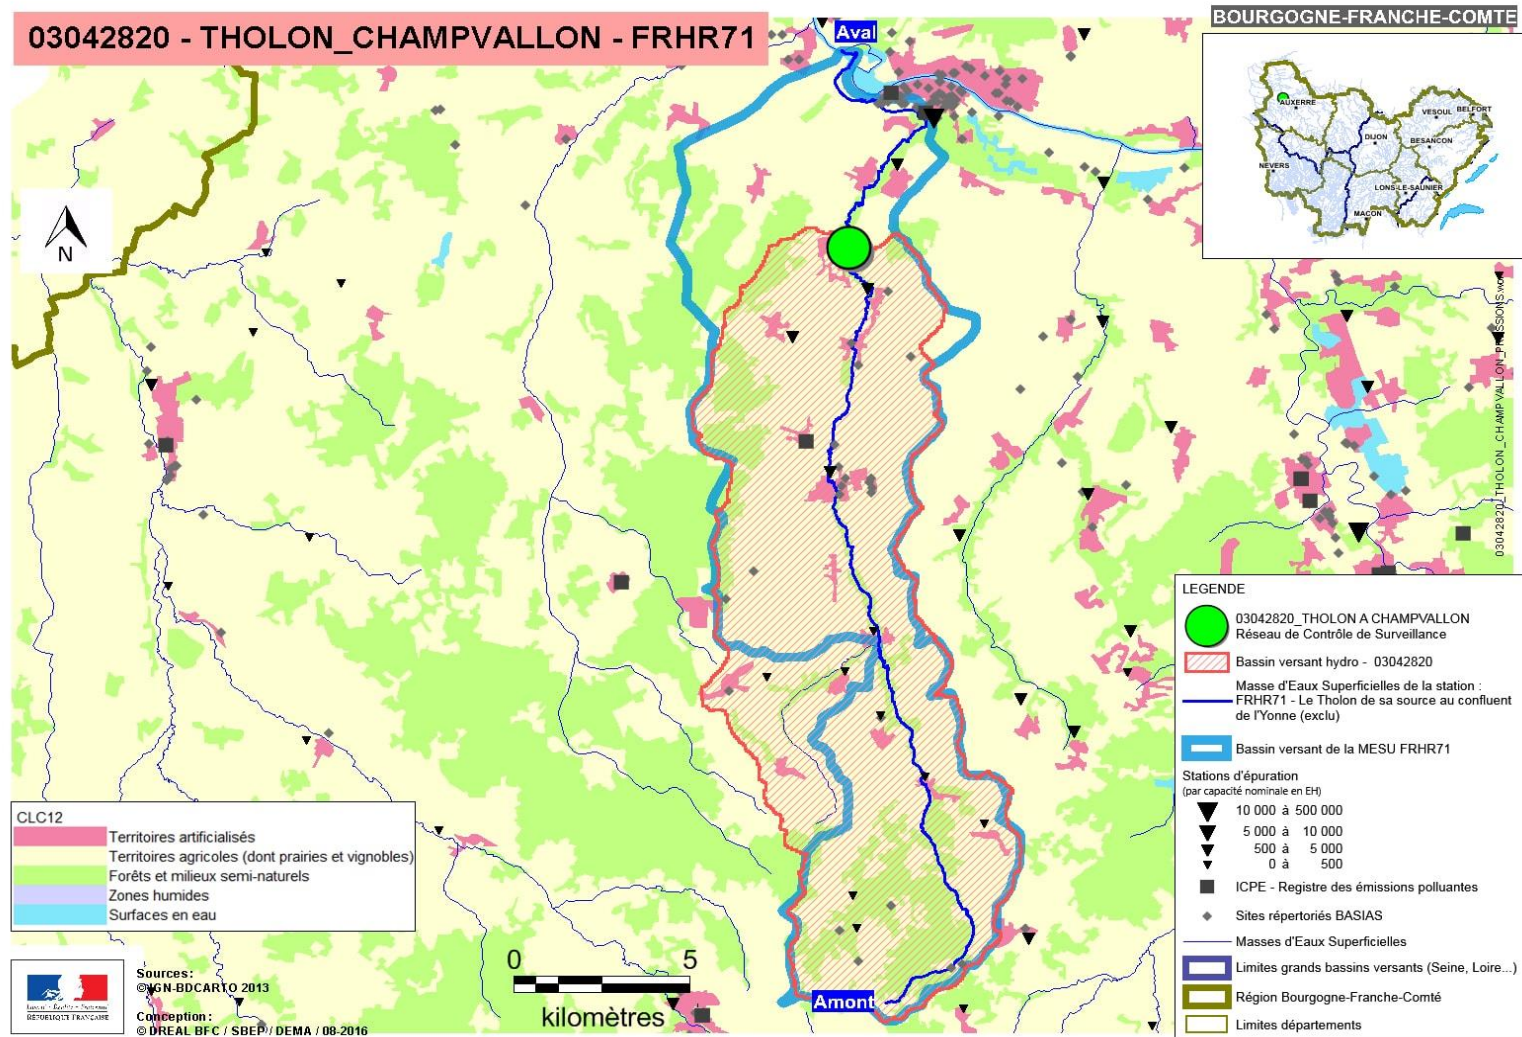 03042820 - THOLON_CHAMPVALLON - FRHR71
Aval
BOURGOGNE-FRANCHE-COMTE
AUXERRE
VESOUL
BELFORT
DIJON
BESANCON
NEVERS
LONS-LE-SAUNIER
MACON
N
03042820_THOLON_CHAMPVALLON_PRESSIONS.wor
LEGENDE
03042820_THOLON A CHAMPVALLON
Réseau de Contrôle de Surveillance
Bassin versant hydro - 03042820
Masse d'Eaux Superficielles de la station :
FRHR71 - Le Tholon de sa source au confluent
de l'Yonne (exclu)
Bassin versant de la MESU FRHR71
Stations d'épuration
(par capacité nominale en EH)
10 000 à 500 000
5 000 à 10 000
500 à 5 000
0 à 500
ICPE - Registre des émissions polluantes
Sites répertoriés BASIAS
Masses d'Eaux Superficielles
Limites grands bassins versants (Seine, Loire...)
Région Bourgogne-Franche-Comté
Limites départements
CLC12
Territoires artificialisés
Territoires agricoles (dont prairies et vignobles)
Forêts et milieux semi-naturels
Zones humides
Surfaces en eau
Liberté • Égalité • Fraternité
RÉPUBLIQUE FRANÇAISE
Sources:
© IGN-BDCARTO 2013
Conception:
© DREAL BFC / SBEP / DEMA / 08-2016
0 5
kilomètres
Amont